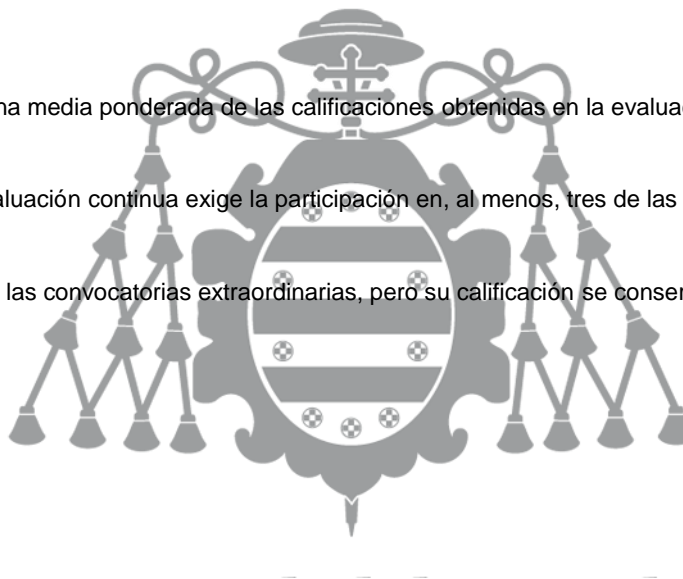 na media ponderada de las calificaciones obtenidas en la evalua
aluación continua exige la participación en, al menos, tres de las
las convocatorias extraordinarias, pero su calificación se conser